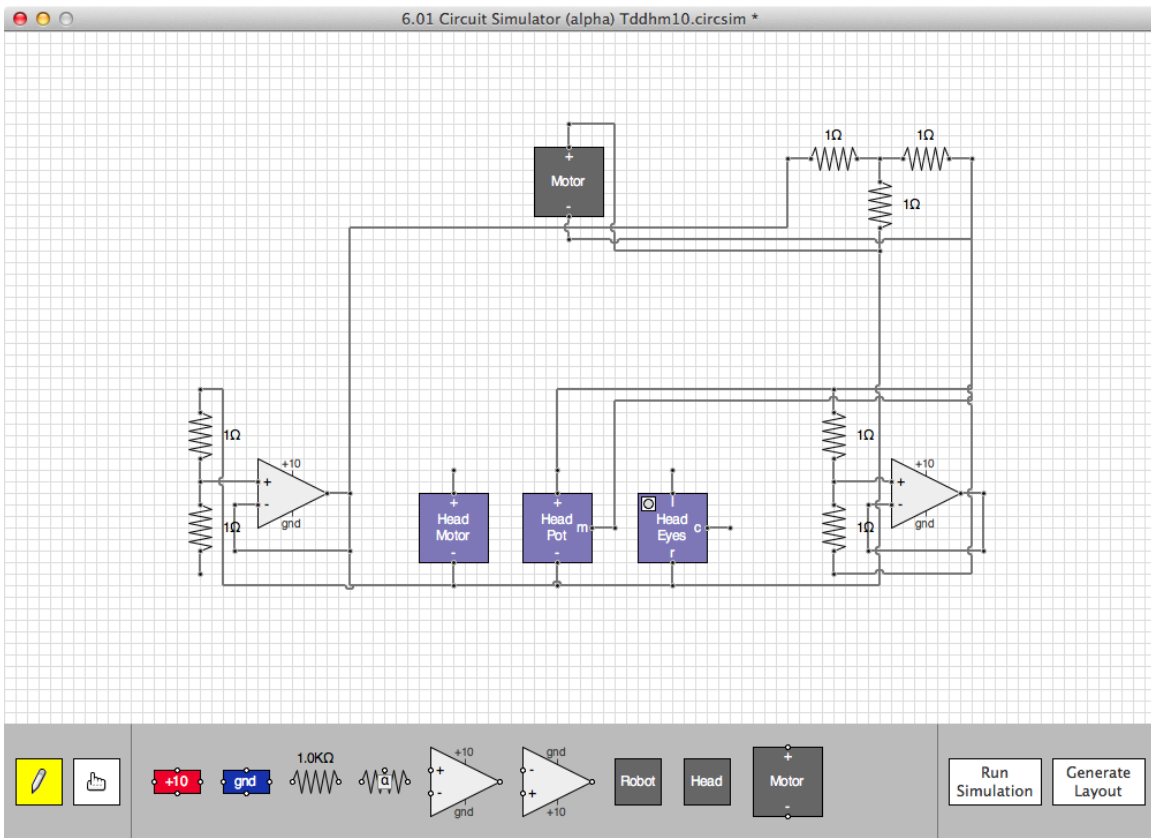 6.01 Circuit Simulator (alpha) Tddhm10.circsim *
1Ω
1Ω
+
Motor
-
1Ω
1Ω
+10
+
-
gnd
1Ω
+
Head
Motor
-
+
Head
Pot
-
m
l
Head
Eyes
r
c
1Ω
+10
+
-
gnd
1Ω
+10
gnd
1.0KΩ
α
+10
+
-
gnd
gnd
-
+
+10
Robot
Head
+
Motor
-
Run
Simulation
Generate
Layout